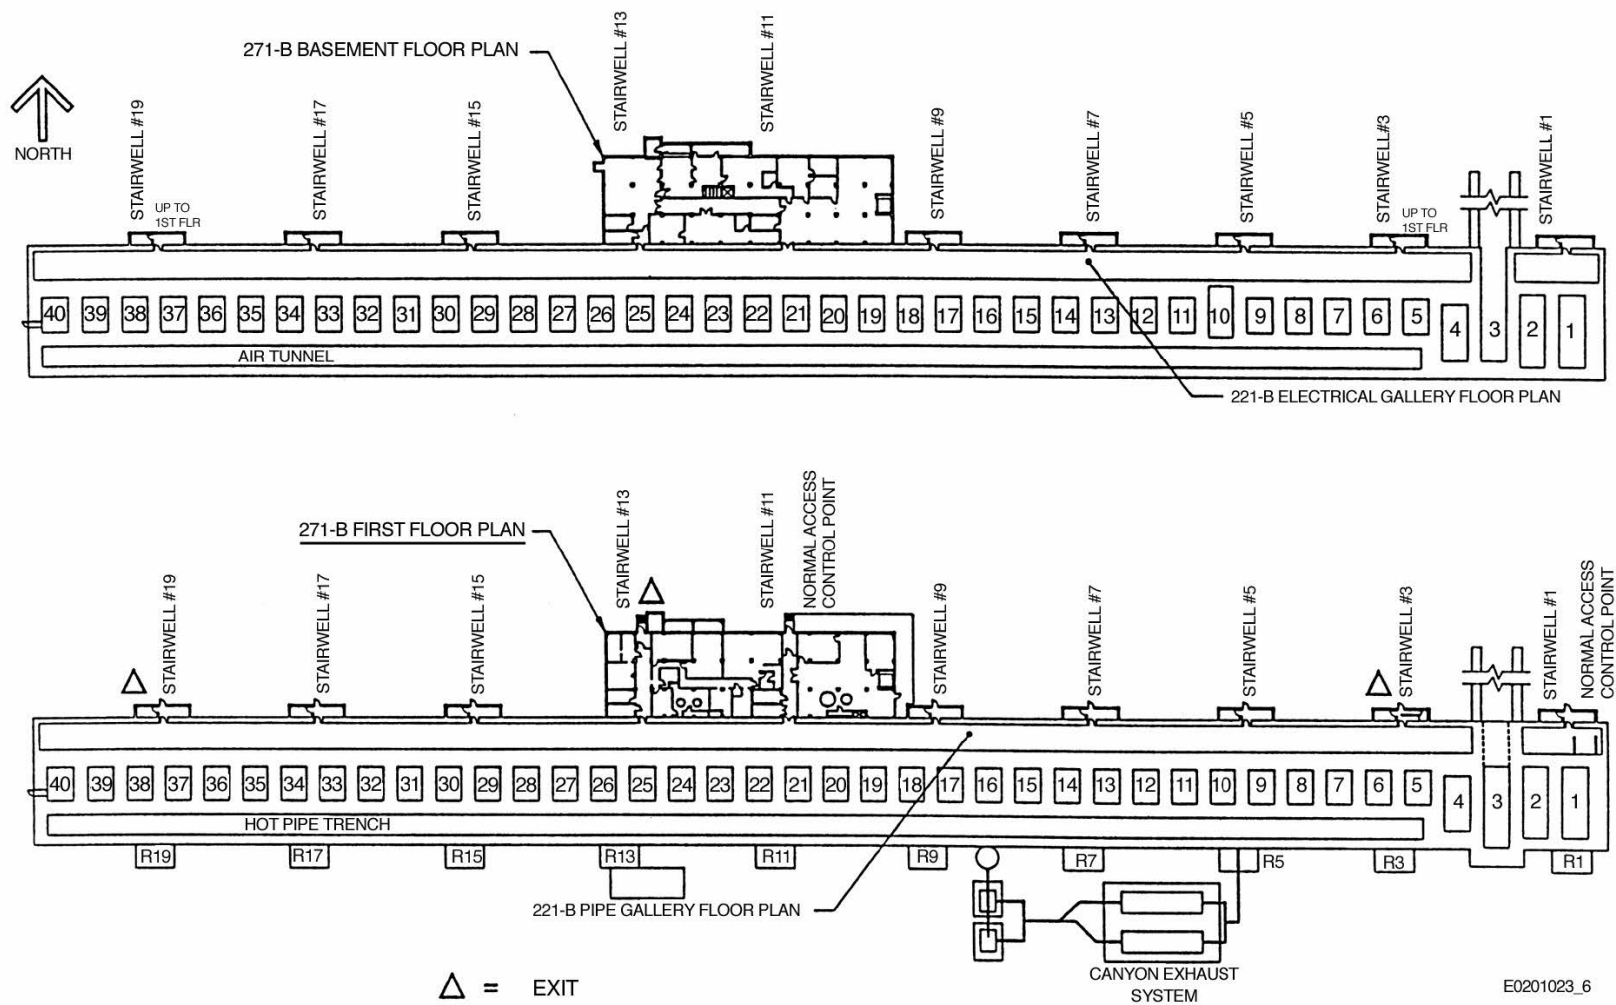 271-B BASEMENT FLOOR PLAN
STAIRWELL #13
STAIRWELL #11
NORTH
STAIRWELL #19
UP TO
1ST FLR
STAIRWELL #17
STAIRWELL #15
STAIRWELL #9
STAIRWELL #7
STAIRWELL #5
STAIRWELL #3
UP TO
1ST FLR
STAIRWELL #1
40 39 38 37 36 35 34 33 32 31 30 29 28 27 26 25 24 23 22 21 20 19 18 17 16 15 14 13 12 11 10 9 8 7 6 5 4 3 2 1
AIR TUNNEL
221-B ELECTRICAL GALLERY FLOOR PLAN
271-B FIRST FLOOR PLAN
STAIRWELL #13
STAIRWELL #11
NORMAL ACCESS
CONTROL POINT
STAIRWELL #19
STAIRWELL #17
STAIRWELL #15
STAIRWELL #9
STAIRWELL #7
STAIRWELL #5
STAIRWELL #3
STAIRWELL #1
NORMAL ACCESS
CONTROL POINT
40 39 38 37 36 35 34 33 32 31 30 29 28 27 26 25 24 23 22 21 20 19 18 17 16 15 14 13 12 11 10 9 8 7 6 5 4 3 2 1
HOT PIPE TRENCH
R19 R17 R15 R13 R11 R9 R7 R5 R3 R1
221-B PIPE GALLERY FLOOR PLAN
CANYON EXHAUST
SYSTEM
Δ = EXIT
E0201023_6